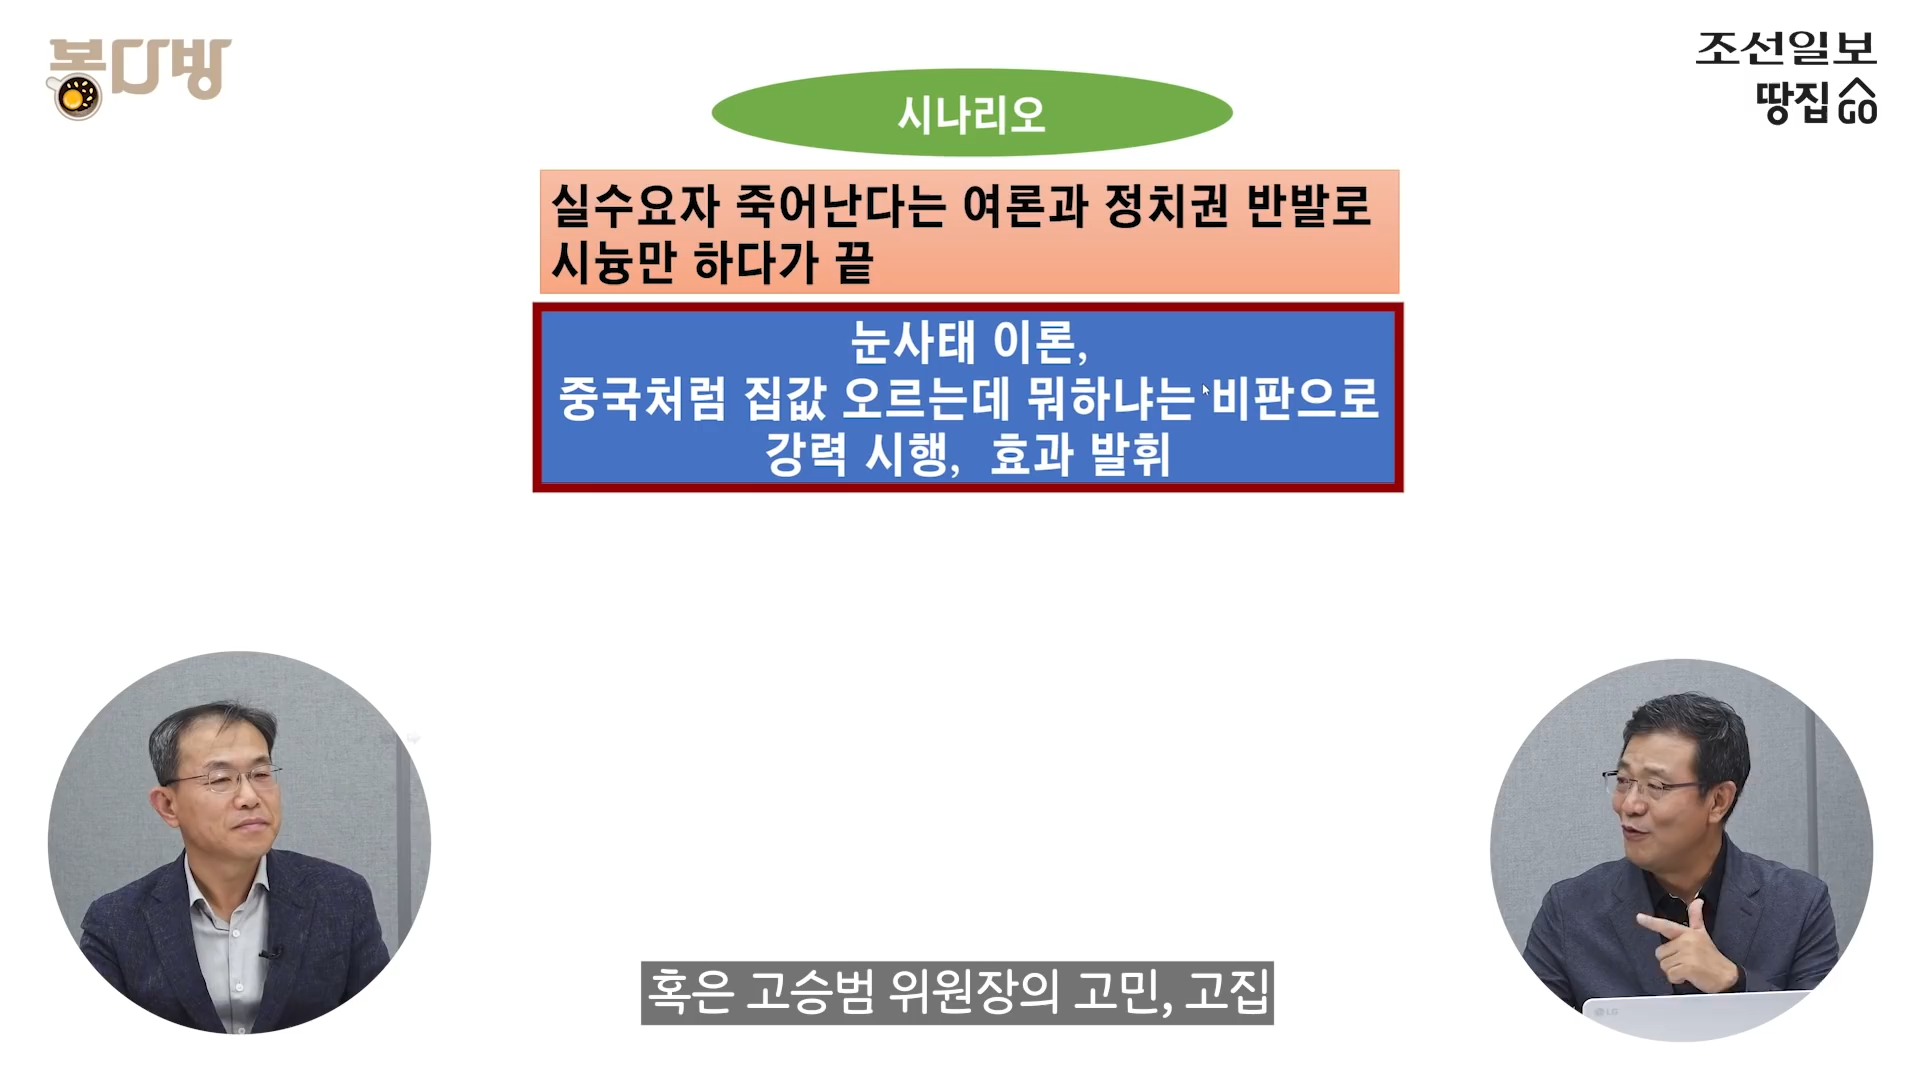 봉다방
조선일보
땅집GO
시나리오
실수요자 죽어난다는 여론과 정치권 반발로
시늉만 하다가 끝
눈사태 이론,
중국처럼 집값 오르는데 뭐하냐는 비판으로
강력 시행, 효과 발휘
LG
혹은 고승범 위원장의 고민, 고집